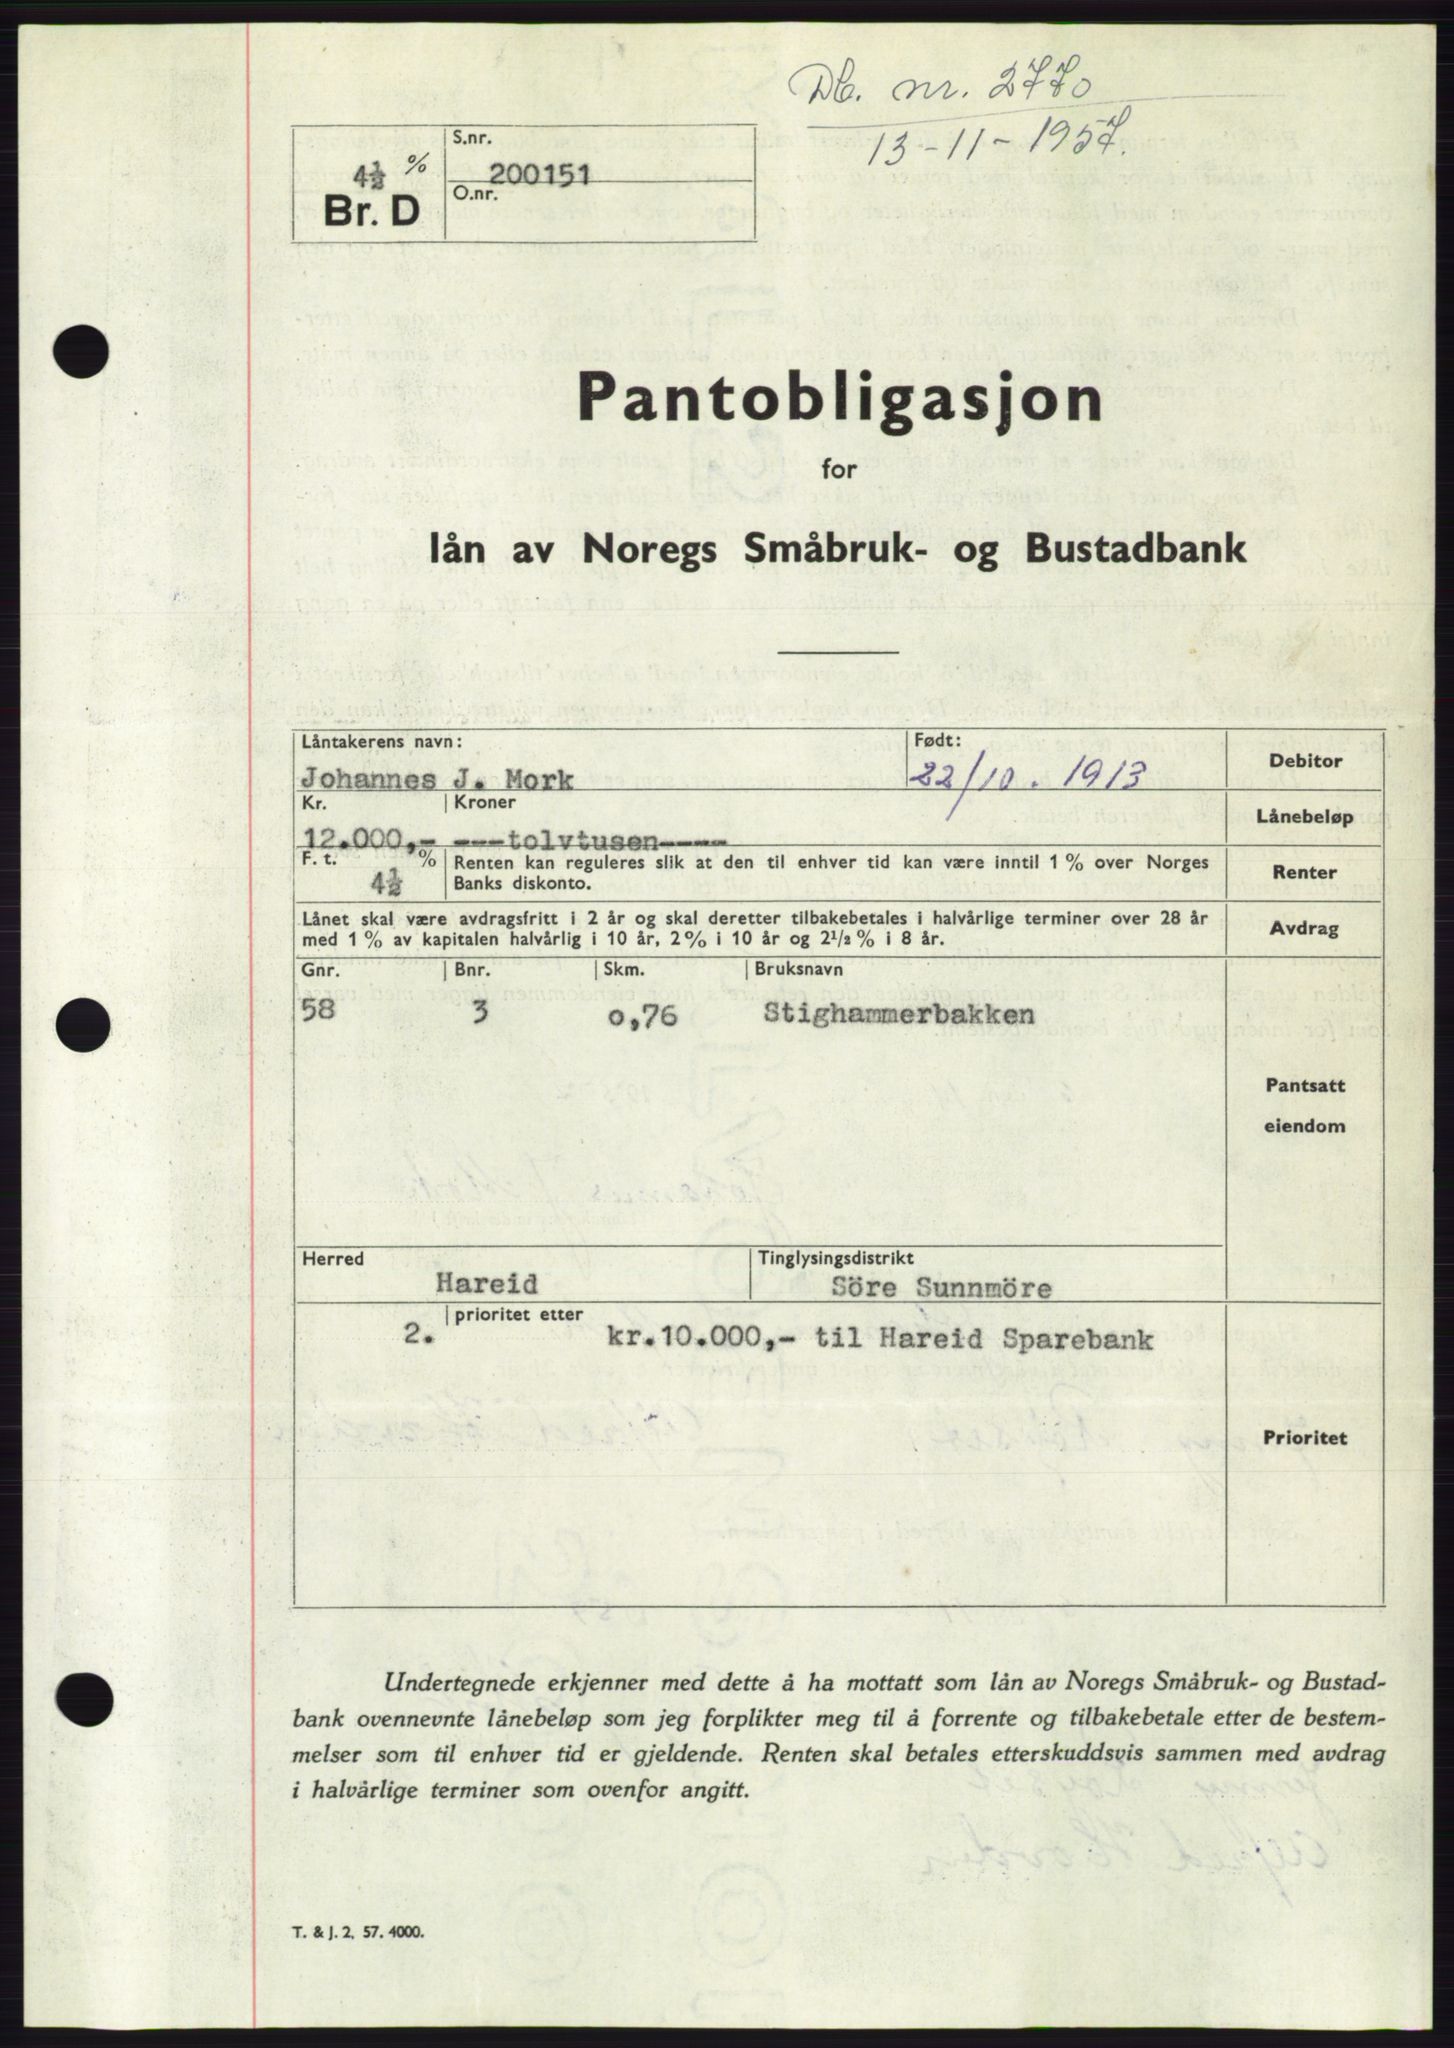 Db. nr. 2770
13-11-1957.
4½ %
Br. D
S.nr.
200151
O.nr.
Pantobligasjon
for
lån av Noregs Småbruk- og Bustadbank
Låntakerens navn:
Født:
Debitor
Johannes J. Mork
22/10. 1913
Kr.
Kroner
Lånebeløp
12.000,- ---tolvtusen----
F. t. %
4½
Renten kan reguleres slik at den til enhver tid kan være inntil 1 % over Norges
Banks diskonto.
Renter
Lånet skal være avdragsfritt i 2 år og skal deretter tilbakebetales i halvårlige terminer over 28 år
med 1 % av kapitalen halvårlig i 10 år, 2 % i 10 år og 2¹/₂ % i 8 år.
Avdrag
Gnr. Bnr. Skm. Bruksnavn
58 3 0,76 Stighammerbakken
Pantsatt
eiendom
Herred
Tinglysingsdistrikt
Hareid
Söre Sunnmöre
2. prioritet etter
kr.10.000,- til Hareid Sparebank
Prioritet
Undertegnede erkjenner med dette å ha mottatt som lån av Noregs Småbruk- og Bustad-
bank ovennevnte lånebeløp som jeg forplikter meg til å forrente og tilbakebetale etter de bestem-
melser som til enhver tid er gjeldende. Renten skal betales etterskuddsvis sammen med avdrag
i halvårlige terminer som ovenfor angitt.
T. & J. 2, 57. 4000.